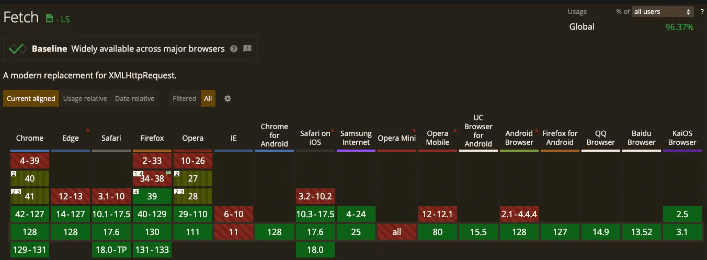 Fetch - LS
Usage % of all users ?
Global 96.37%
Baseline Widely available across major browsers
A modern replacement for XMLHttpRequest.
Current aligned Usage relative Date relative Filtered All
Chrome Edge * Safari Firefox Opera IE Chrome for Android Safari on iOS * Samsung Internet Opera Mini * Opera Mobile * UC Browser for Android Android Browser * Firefox for Android QQ Browser Baidu Browser KaiOS Browser
4-39 2-33 10-26
40 34-38 27
41 12-13 3.1-10 39 28 3.2-10.2
42-127 14-127 10.1-17.5 40-129 29-110 6-10 10.3-17.5 4-24 12-12.1 2.1-4.4.4 2.5
128 128 17.6 130 111 11 128 17.6 25 all 80 15.5 128 127 14.9 13.52 3.1
129-131 18.0-TP 131-133 18.0